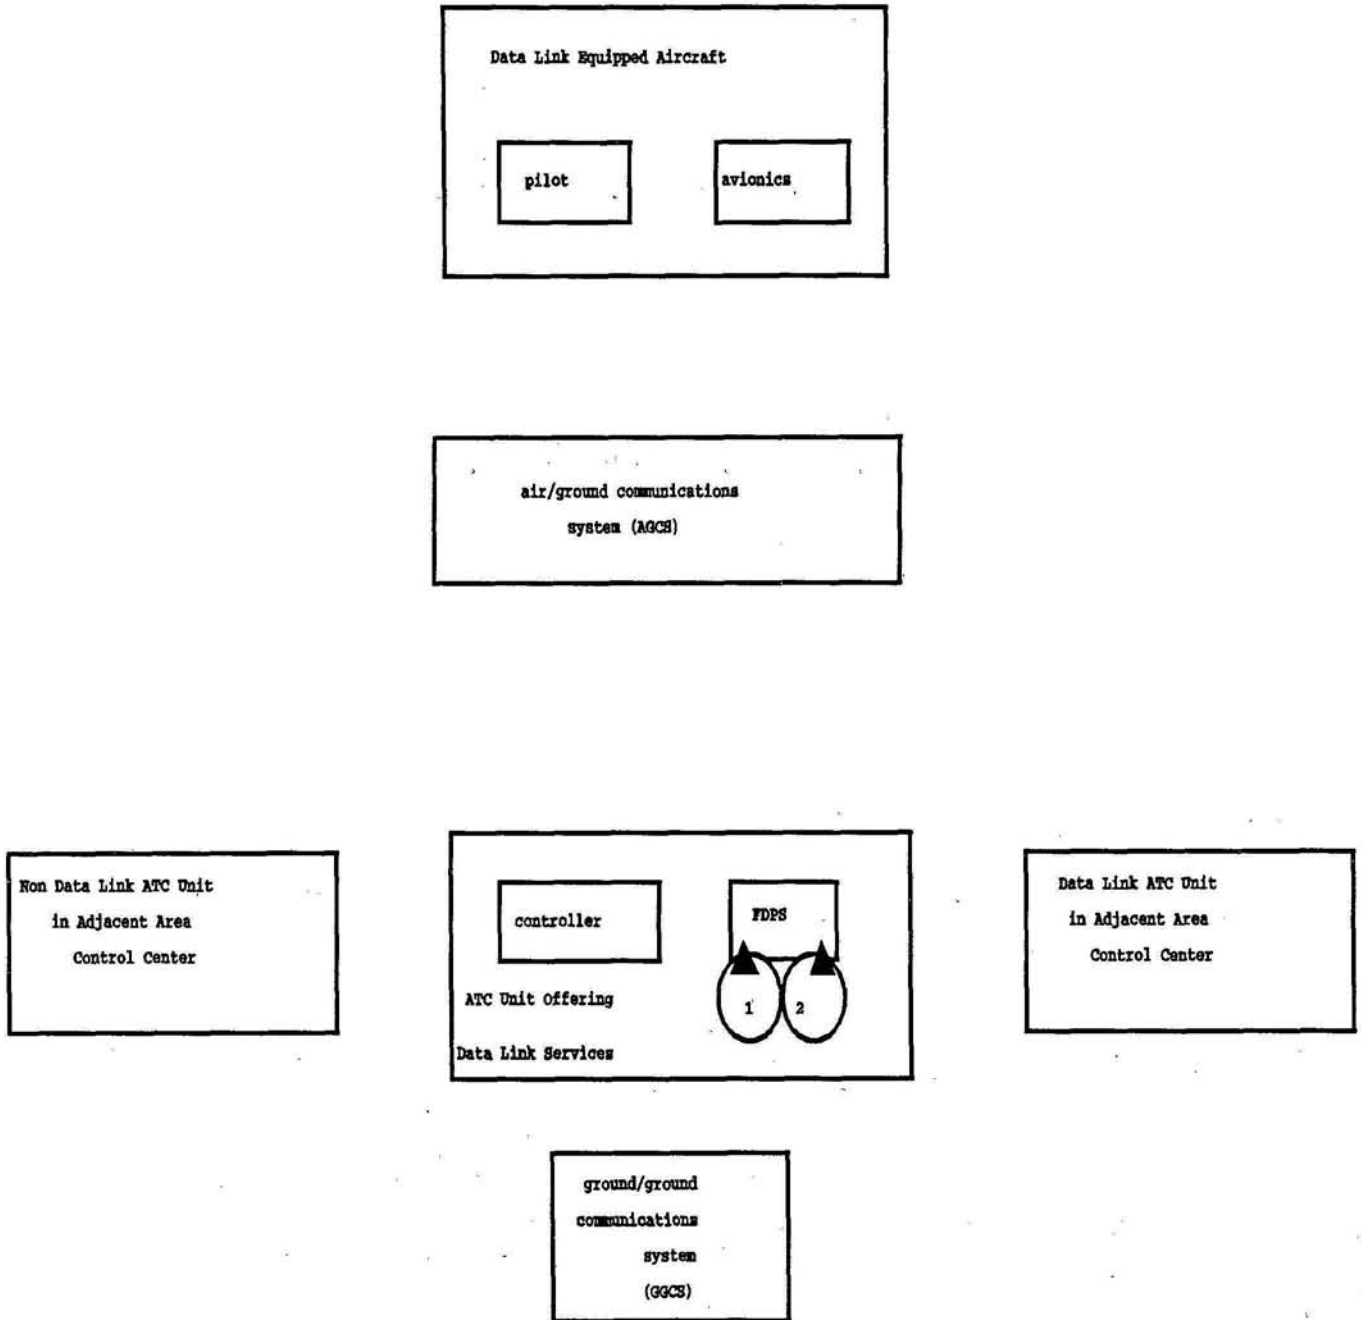 Data Link Equipped Aircraft
pilot
avionics
air/ground communications
system (AGCS)
Non Data Link ATC Unit
in Adjacent Area
Control Center
controller
FDPS
ATC Unit Offering
1
2
Data Link Services
Data Link ATC Unit
in Adjacent Area
Control Center
ground/ground
communications
system
(GGCS)